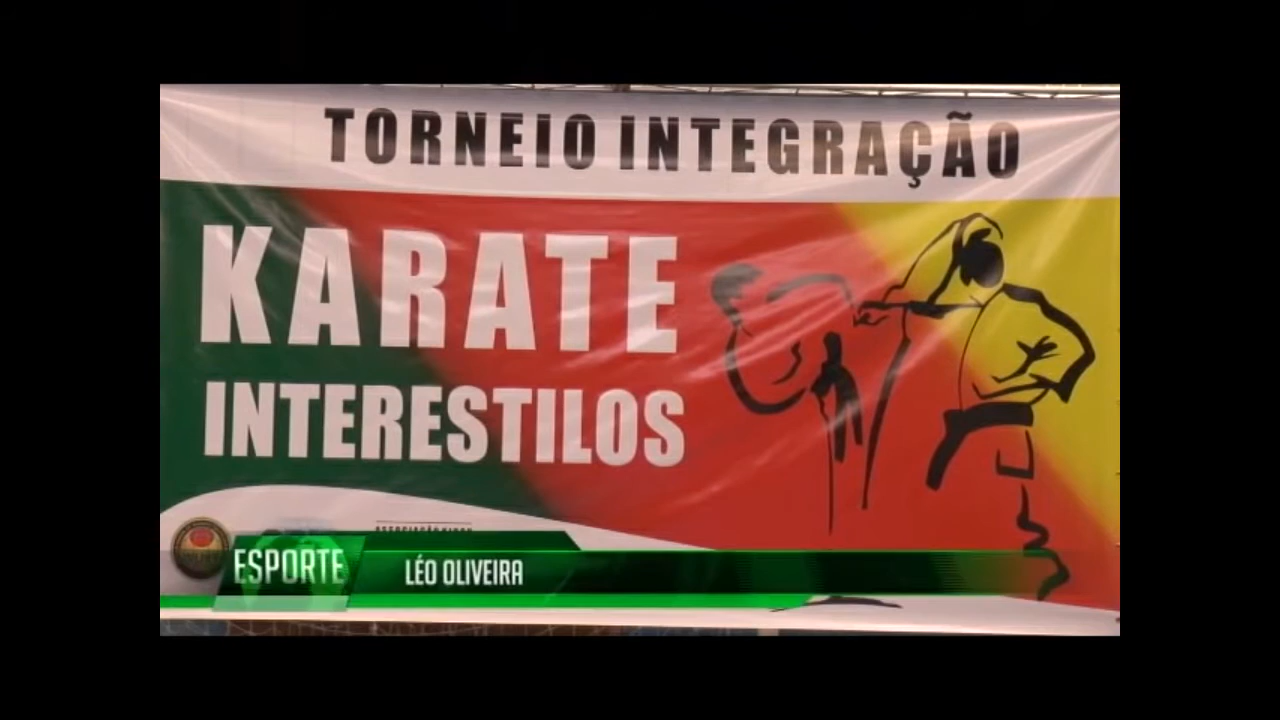 TORNEIO INTEGRAÇÃO
KARATE
INTERESTILOS
ESPORTE
LÉO OLIVEIRA